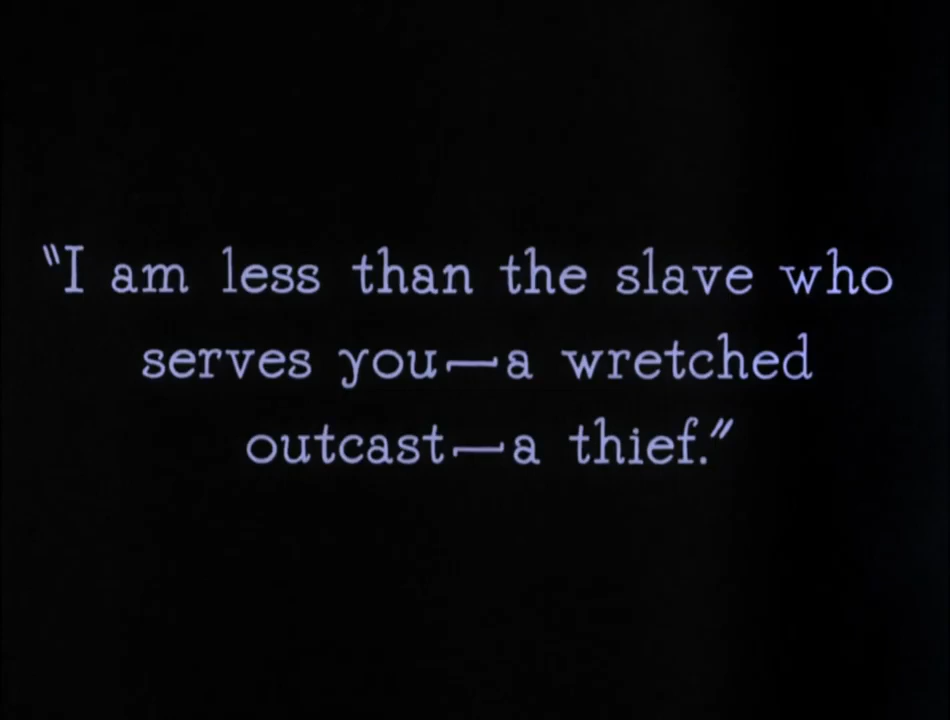 "I am less than the slave who
serves you—a wretched
outcast—a thief."